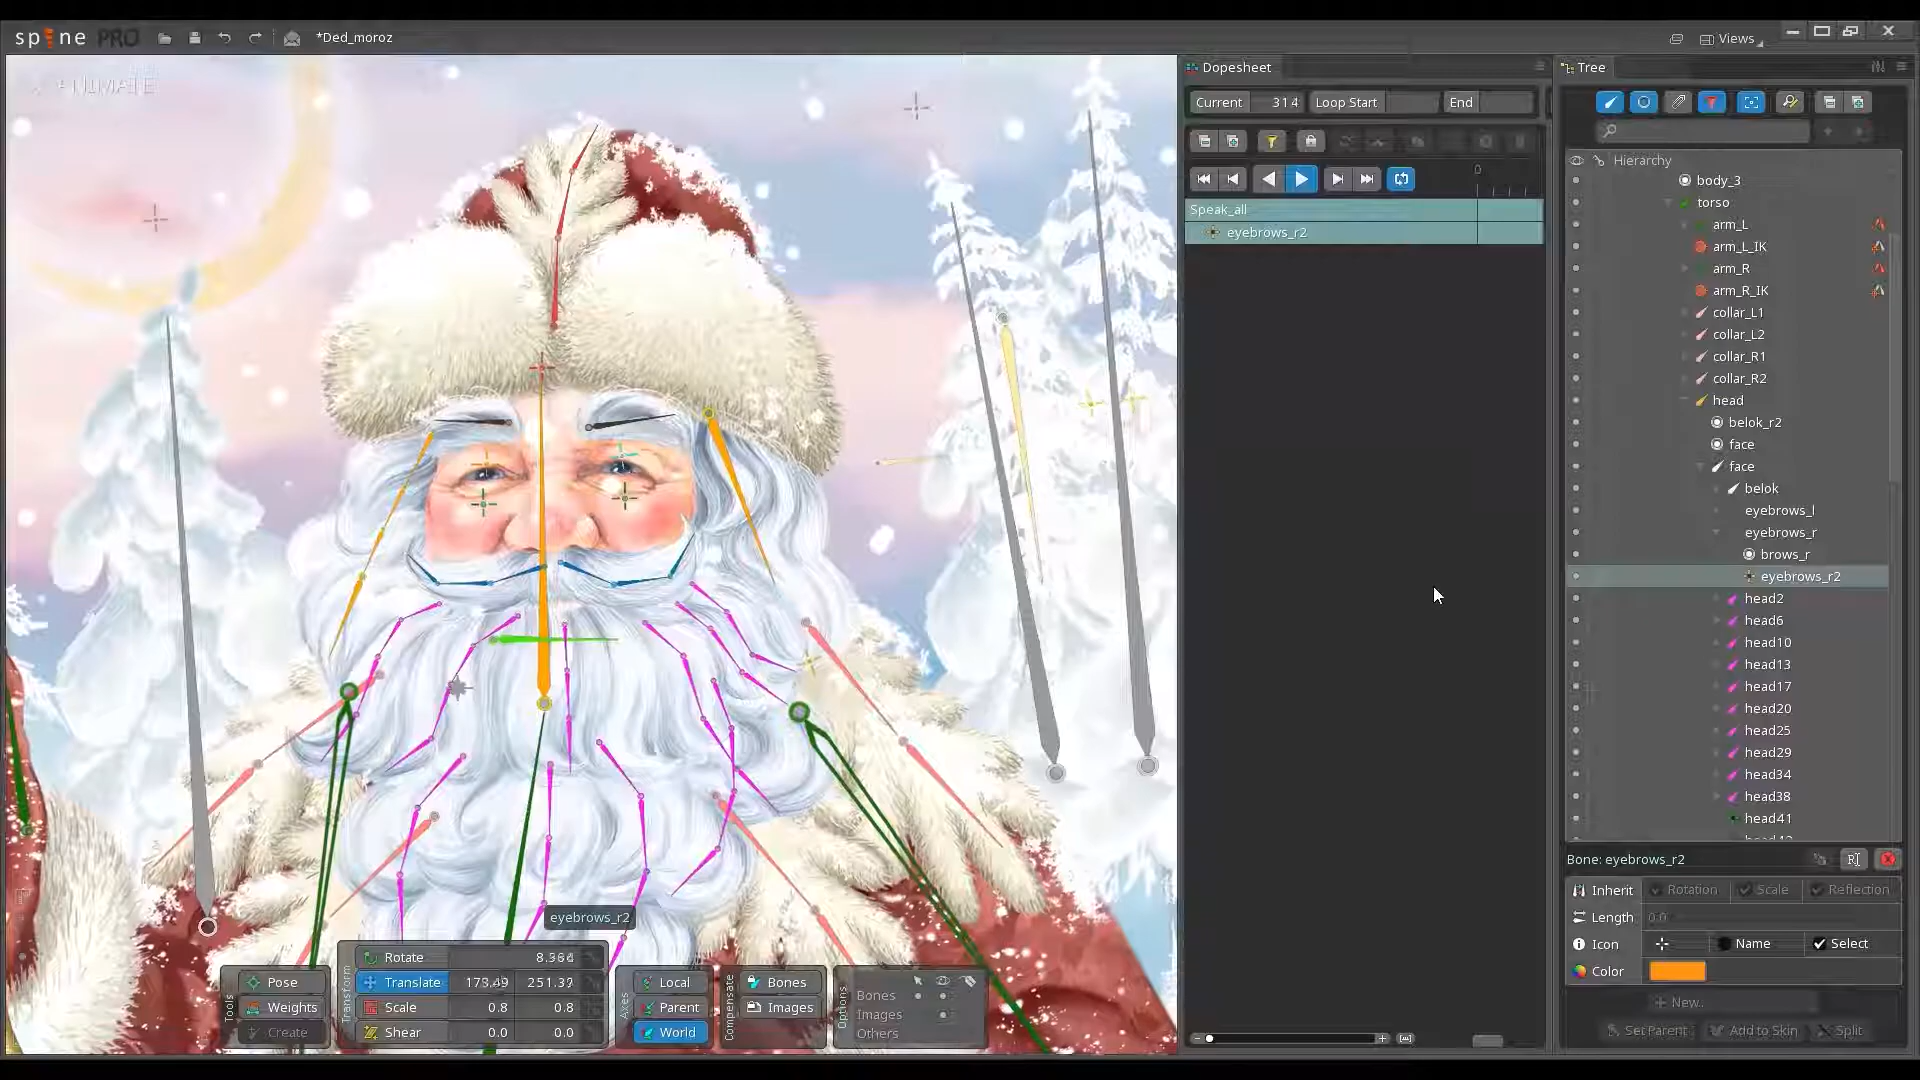 spine PRO
*Ded_moroz
Views
ANIMATE
Dopesheet
Current 314 Loop Start End
0
Speak_all
eyebrows_r2
Tree
Hierarchy
body_3
torso
arm_L
arm_L_IK
arm_R
arm_R_IK
collar_L1
collar_L2
collar_R1
collar_R2
head
belok_r2
face
face
belok
eyebrows_l
eyebrows_r
brows_r
eyebrows_r2
head2
head6
head10
head13
head17
head20
head25
head29
head34
head38
head41
Bone: eyebrows_r2
Inherit Rotation Scale Reflection
Length 0.0
Icon Name Select
Color
New..
Set Parent Add to Skin Split
eyebrows_r2
Tools
Pose
Weights
Create
Transform
Rotate 8.364
Translate 173.49 251.39
Scale 0.8 0.8
Shear 0.0 0.0
Axes
Local
Parent
World
Compensate
Bones
Images
Options
Bones
Images
Others